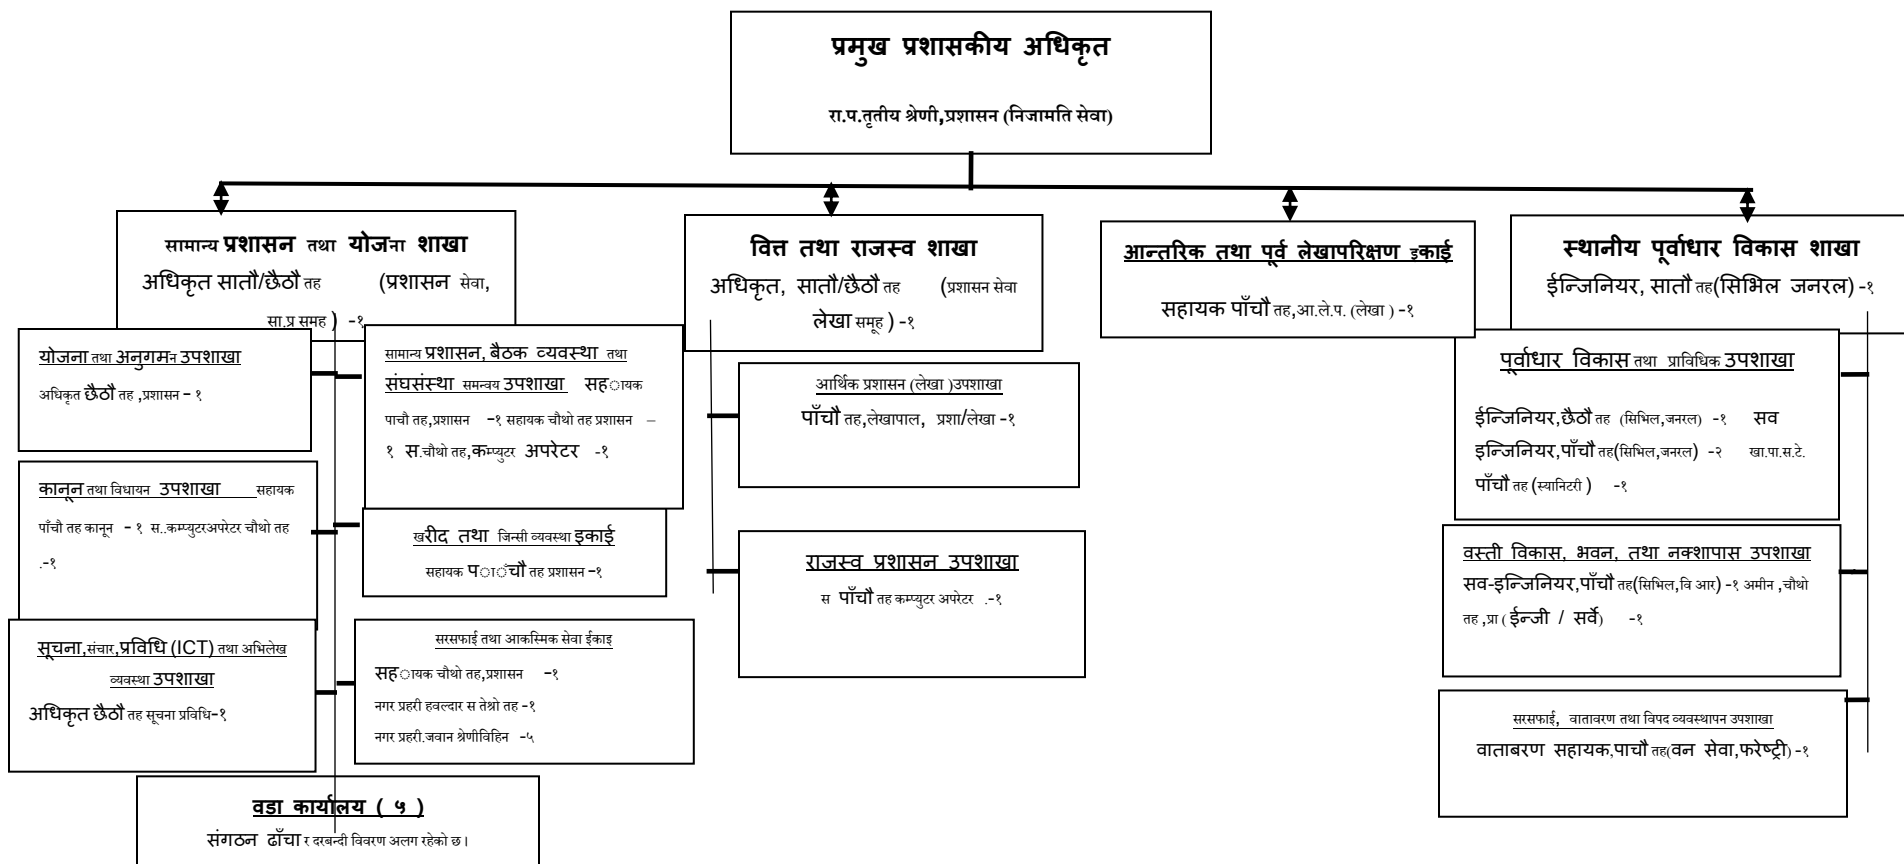 प्रमुख प्रशासकीय अधिकृत
रा.प.तृतीय श्रेणी,प्रशासन (निजामति सेवा)
सामान्य प्रशासन तथा योजना शाखा
अधिकृत सातौ/छैठौ तह (प्रशासन सेवा,
सा.प्र समह ) -१
योजना तथा अनुगमन उपशाखा
अधिकृत छैठौ तह ,प्रशासन - १
सामान्य प्रशासन, बैठक व्यवस्था तथा
संघसंस्था समन्वय उपशाखा सह◌ायक
पाचौ तह,प्रशासन -१ सहायक चौथो तह प्रशासन –
१ स.चौथो तह,कम्प्युटर अपरेटर -१
कानून तथा विधायन उपशाखा सहायक
पाँचौ तह कानून - १ स..कम्प्युटरअपरेटर चौथो तह
.-१
खरीद तथा जिन्सी व्यवस्था इकाई
सहायक प◌ा◌ँचौ तह प्रशासन -१
सूचना,संचार,प्रविधि (ICT) तथा अभिलेख
व्यवस्था उपशाखा
अधिकृत छैठौ तह सूचना प्रविधि-१
सरसफाई तथा आकस्मिक सेवा ईकाइ
सह◌ायक चौथो तह,प्रशासन -१
नगर प्रहरी हवल्दार स तेश्रो तह -१
नगर प्रहरी.जवान श्रेणीविहिन -५
वडा कार्यालय ( ५ )
संगठन ढाँचा र दरबन्दी विवरण अलग रहेको छ।
वित्त तथा राजस्व शाखा
अधिकृत, सातौ/छैठौ तह (प्रशासन सेवा
लेखा समूह ) -१
आर्थिक प्रशासन (लेखा )उपशाखा
पाँचौ तह,लेखापाल, प्रशा/लेखा -१
राजस्व प्रशासन उपशाखा
स पाँचौ तह कम्प्युटर अपरेटर .-१
आन्तरिक तथा पूर्व लेखापरिक्षण इकाई
सहायक पाँचौ तह,आ.ले.प. (लेखा ) -१
स्थानीय पूर्वाधार विकास शाखा
ईन्जिनियर, सातौ तह(सिभिल जनरल) -१
पूर्वाधार विकास तथा प्राविधिक उपशाखा
ईन्जिनियर,छैठौ तह (सिभिल,जनरल) -१ सव
इन्जिनियर,पाँचौ तह(सिभिल,जनरल) -२ खा.पा.स.टे.
पाँचौ तह (स्यानिटरी ) -१
वस्ती विकास, भवन, तथा नक्शापास उपशाखा
सव-इन्जिनियर,पाँचौ तह(सिभिल,वि आर) -१ अमीन ,चौथो
तह ,प्रा ( ईन्जी / सर्वे) -१
सरसफाई, वातावरण तथा विपद व्यवस्थापन उपशाखा
वाताबरण सहायक,पाचौ तह(वन सेवा,फरेष्ट्री) -१